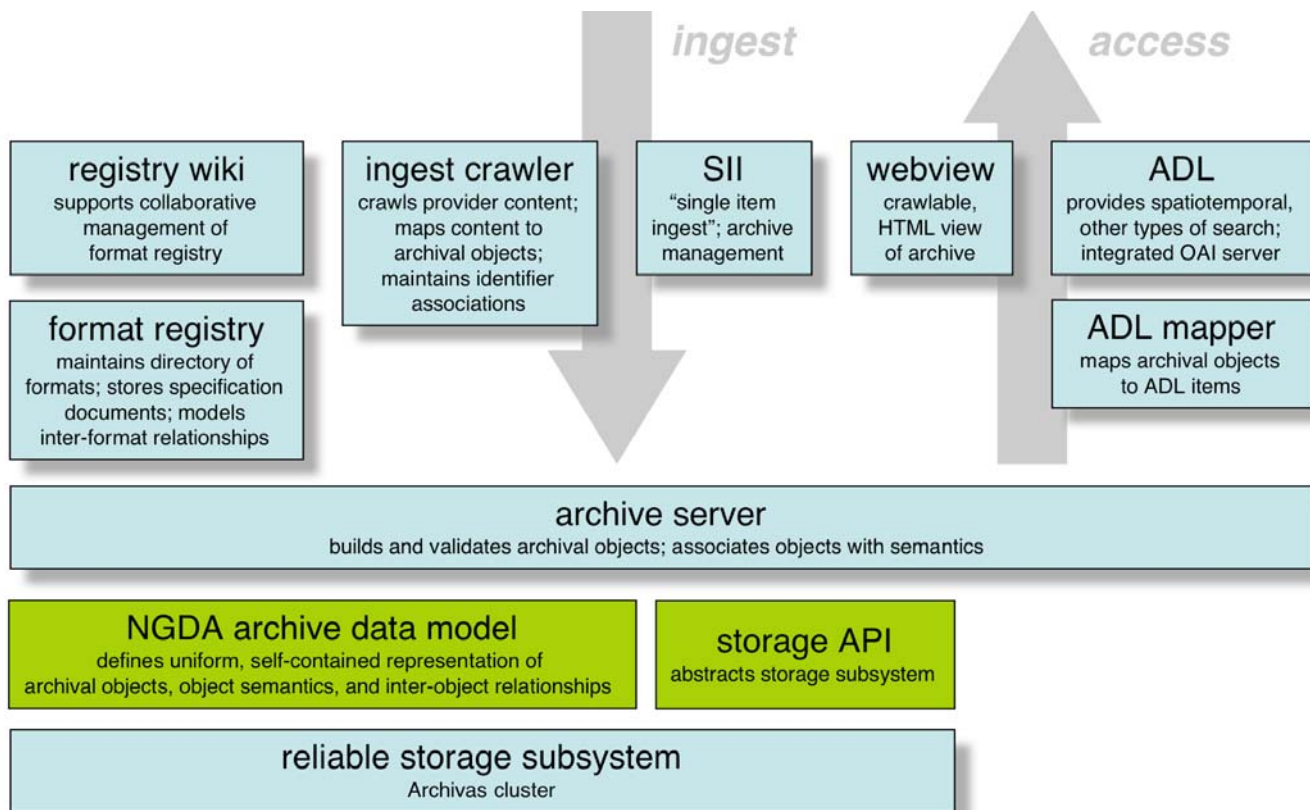 ingest
access
registry wiki
supports collaborative
management of
format registry
ingest crawler
crawls provider content;
maps content to
archival objects;
maintains identifier
associations
SII
“single item
ingest”; archive
management
webview
crawlable,
HTML view
of archive
ADL
provides spatiotemporal,
other types of search;
integrated OAI server
format registry
maintains directory of
formats; stores specification
documents; models
inter-format relationships
ADL mapper
maps archival objects
to ADL items
archive server
builds and validates archival objects; associates objects with semantics
NGDA archive data model
defines uniform, self-contained representation of
archival objects, object semantics, and inter-object relationships
storage API
abstracts storage subsystem
reliable storage subsystem
Archivas cluster